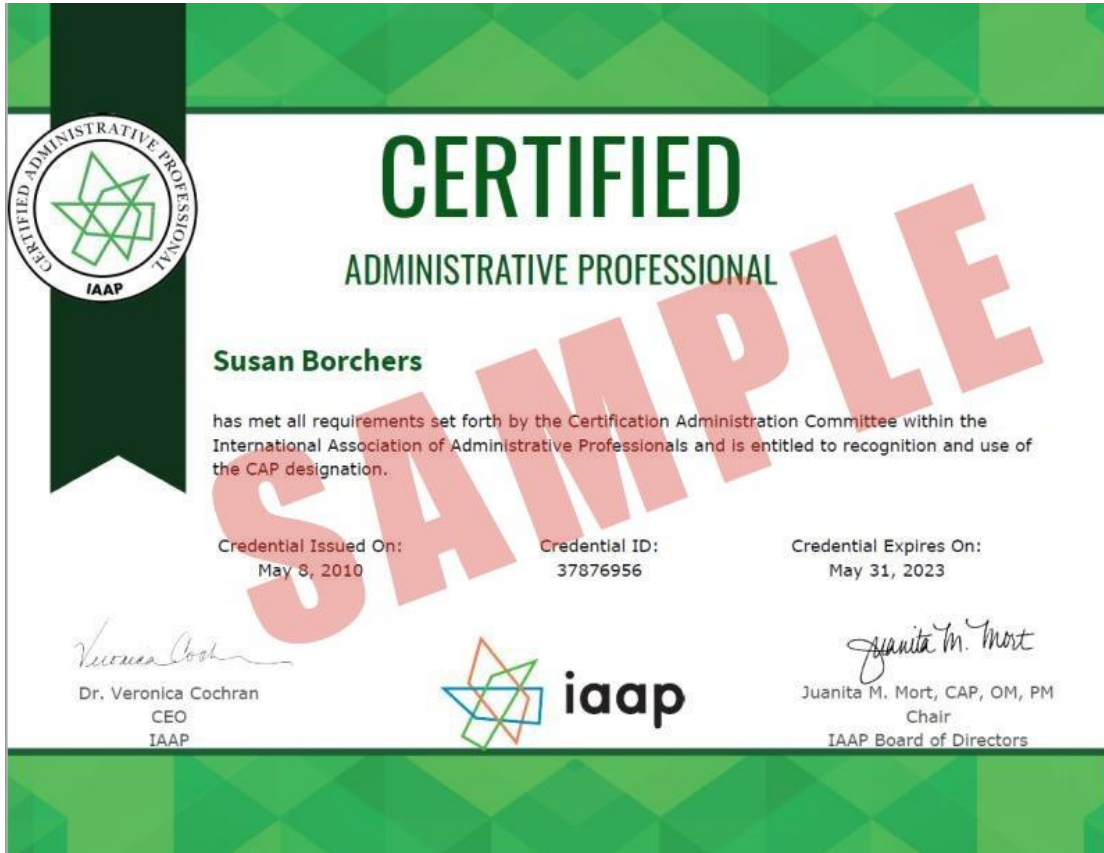 CERTIFIED ADMINISTRATIVE PROFESSIONAL
IAAP
CERTIFIED
ADMINISTRATIVE PROFESSIONAL
SAMPLE
Susan Borchers
has met all requirements set forth by the Certification Administration Committee within the
International Association of Administrative Professionals and is entitled to recognition and use of
the CAP designation.
Credential Issued On:
May 8, 2010
Credential ID:
37876956
Credential Expires On:
May 31, 2023
Veronica Coch
Dr. Veronica Cochran
CEO
IAAP
iaap
Juanita M. Mort
Juanita M. Mort, CAP, OM, PM
Chair
IAAP Board of Directors